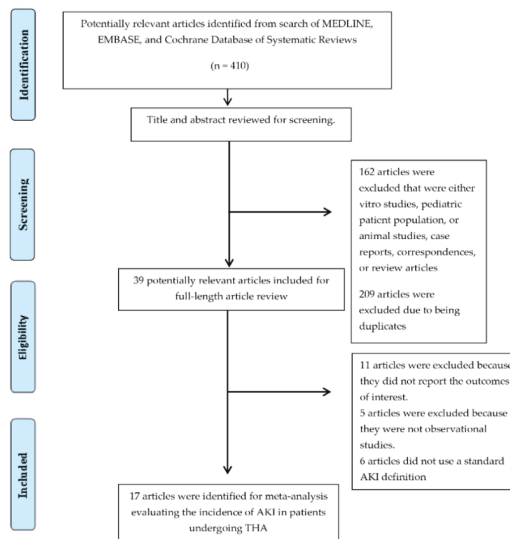 Identification
Potentially relevant articles identified from search of MEDLINE,
EMBASE, and Cochrane Database of Systematic Reviews
(n = 410)
Title and abstract reviewed for screening.
Screening
162 articles were
excluded that were either
vitro studies, pediatric
patient population, or
animal studies, case
reports, correspondences,
or review articles
209 articles were
excluded due to being
duplicates
39 potentially relevant articles included for
full-length article review
Eligibility
11 articles were excluded because
they did not report the outcomes
of interest.
5 articles were excluded because
they were not observational
studies.
6 articles did not use a standard
AKI definition
Included
17 articles were identified for meta-analysis
evaluating the incidence of AKI in patients
undergoing THA